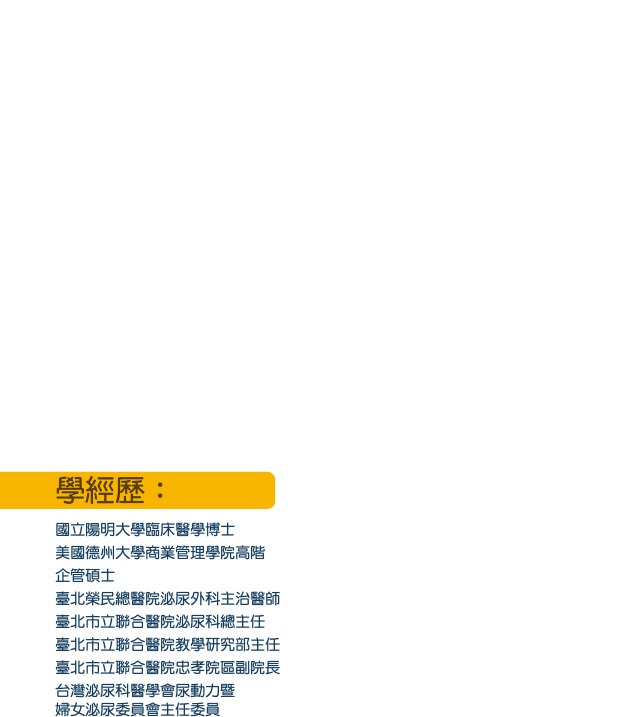 學經歷：
國立陽明大學臨床醫學博士
美國德州大學商業管理學院高階
企管碩士
臺北榮民總醫院泌尿外科主治醫師
臺北市立聯合醫院泌尿科總主任
臺北市立聯合醫院教學研究部主任
臺北市立聯合醫院忠孝院區副院長
台灣泌尿科醫學會尿動力暨
婦女泌尿委員會主任委員